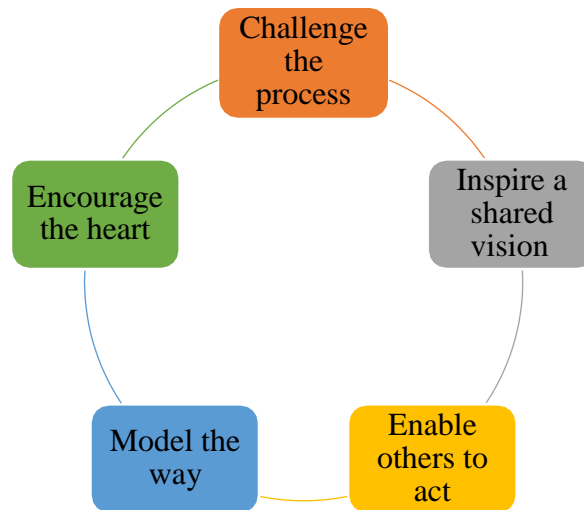 Challenge
the
process
Inspire a
shared
vision
Enable
others to
act
Model the
way
Encourage
the heart